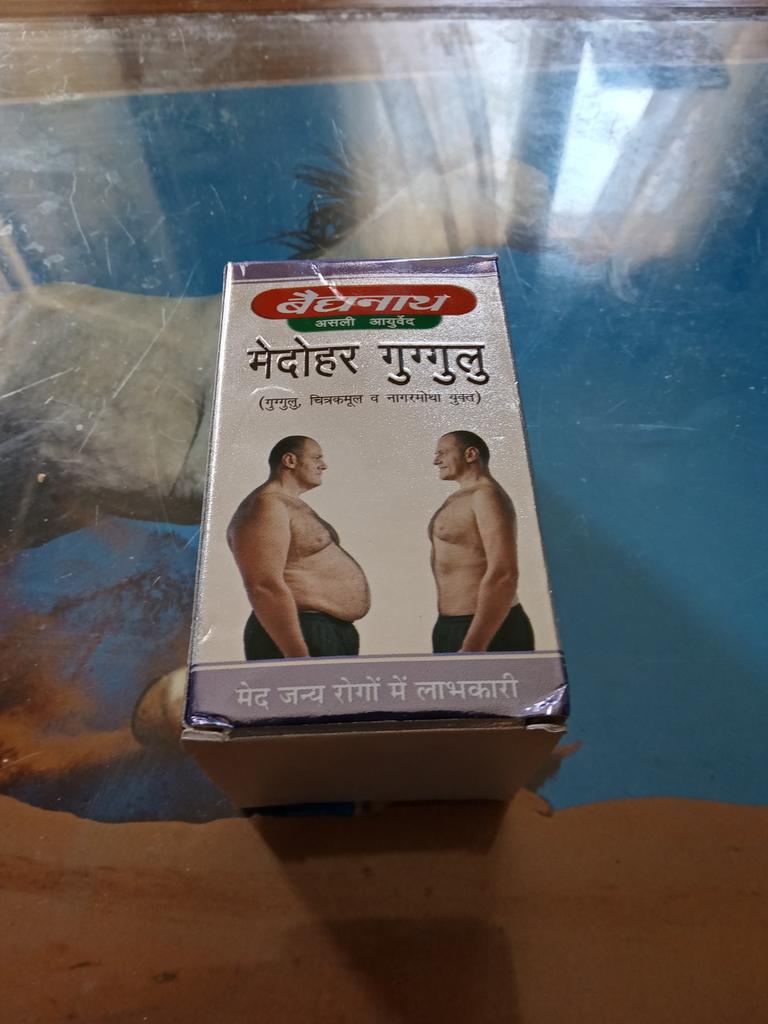 बैद्यनाथ
असली आयुर्वेद
मेदोहर गुग्गुलु
(गुग्गुलु, चित्रकमूल व नागरमोथा युक्त)
मेद जन्य रोगों में लाभकारी